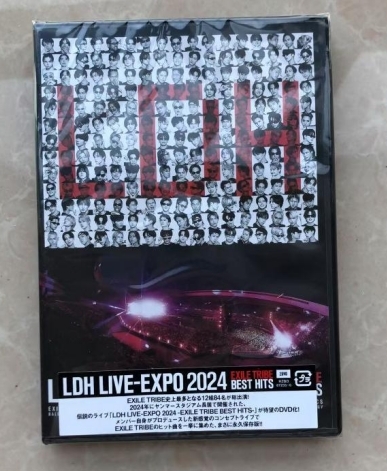 LDH
LDH LIVE-EXPO 2024 EXILE TRIBE
BEST HITS
EXILE TRIBE史上最多となる12組84名が総出演!
2024年にヤンマースタジアム長居で開催された、
伝説のライブ「LDH LIVE-EXPO 2024 -EXILE TRIBE BEST HITS-」が待望のDVD化!
メンバー自身がプロデュースした新感覚のコンセプトライブで
EXILE TRIBEのヒット曲を一挙に集めた、まさに永久保存版!!